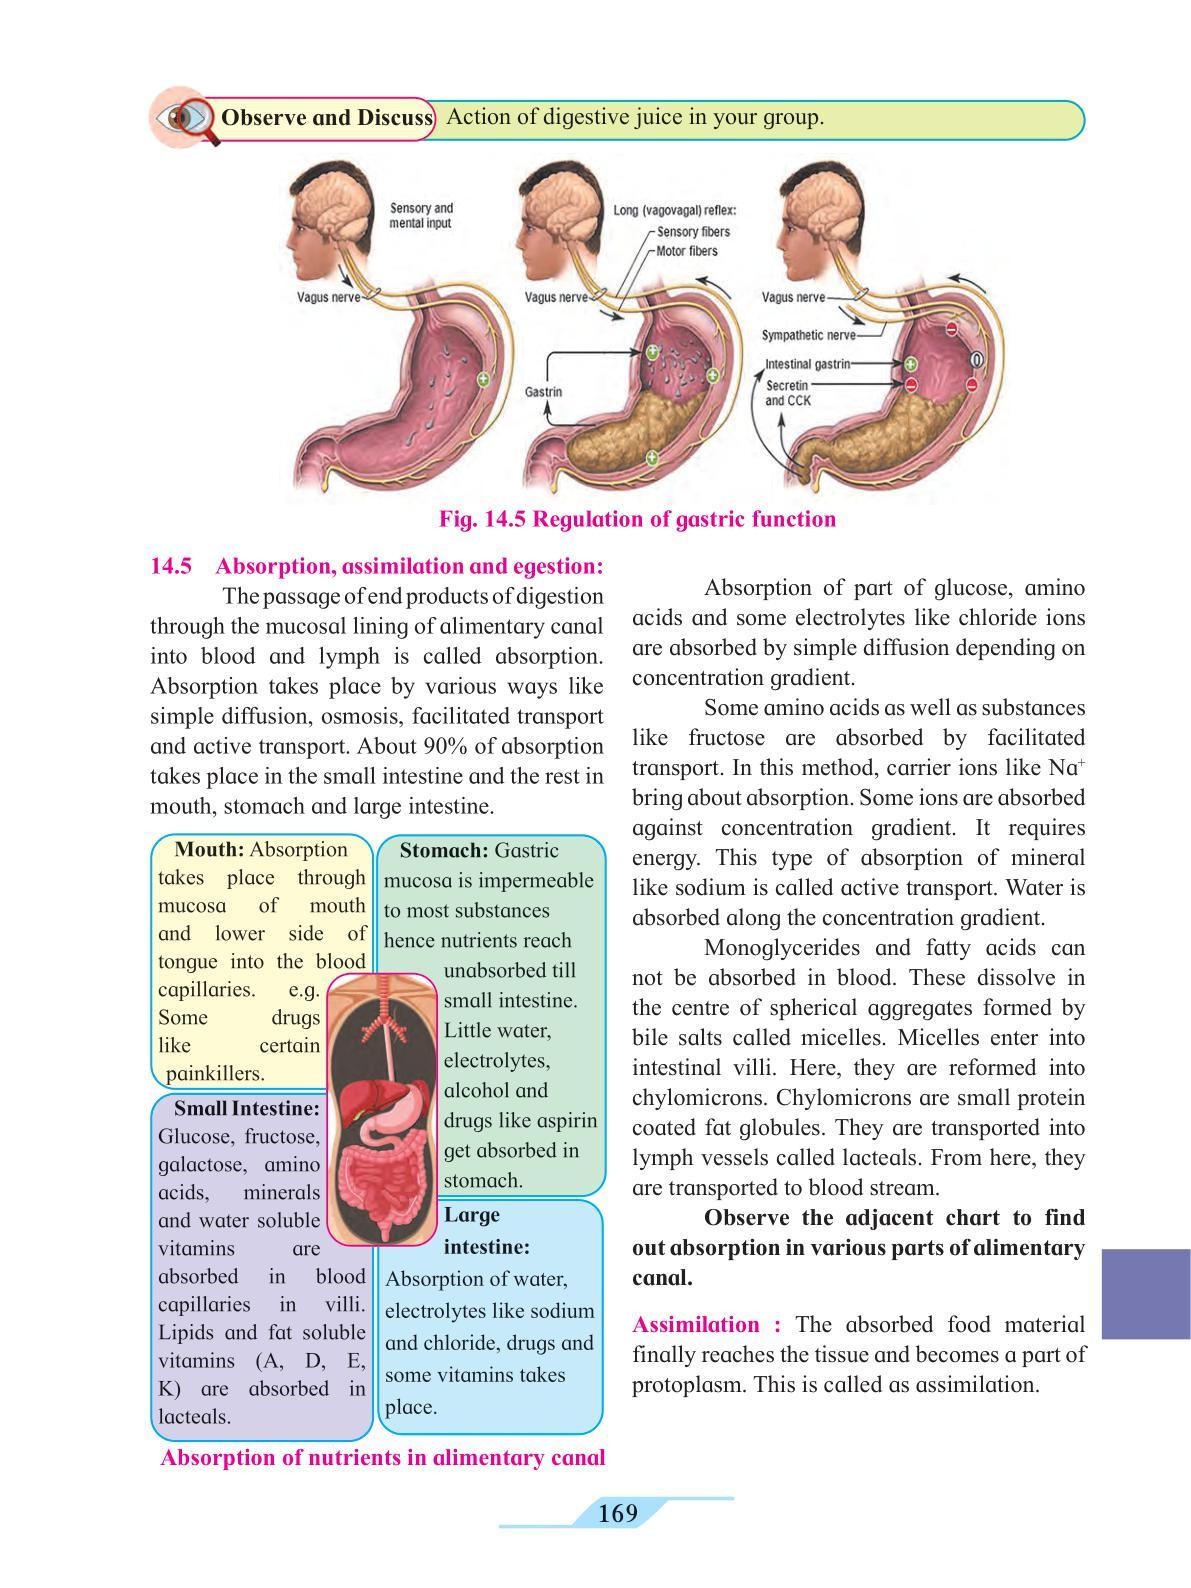 Observe and Discuss Action of digestive juice in your group.
Sensory and
mental input
Vagus nerve
Long (vagovagal) reflex:
Sensory fibers
Motor fibers
Vagus nerve
Gastrin
Vagus nerve
Sympathetic nerve
Intestinal gastrin
Secretin
and CCK
Fig. 14.5 Regulation of gastric function
14.5 Absorption, assimilation and egestion:
The passage of end products of digestion
through the mucosal lining of alimentary canal
into blood and lymph is called absorption.
Absorption takes place by various ways like
simple diffusion, osmosis, facilitated transport
and active transport. About 90% of absorption
takes place in the small intestine and the rest in
mouth, stomach and large intestine.
Mouth: Absorption
takes place through
mucosa of mouth
and lower side of
tongue into the blood
capillaries. e.g.
Some drugs
like certain
painkillers.
Stomach: Gastric
mucosa is impermeable
to most substances
hence nutrients reach
unabsorbed till
small intestine.
Little water,
electrolytes,
alcohol and
drugs like aspirin
get absorbed in
stomach.
Small Intestine:
Glucose, fructose,
galactose, amino
acids, minerals
and water soluble
vitamins are
absorbed in blood
capillaries in villi.
Lipids and fat soluble
vitamins (A, D, E,
K) are absorbed in
lacteals.
Large
intestine:
Absorption of water,
electrolytes like sodium
and chloride, drugs and
some vitamins takes
place.
Absorption of nutrients in alimentary canal
Absorption of part of glucose, amino
acids and some electrolytes like chloride ions
are absorbed by simple diffusion depending on
concentration gradient.
Some amino acids as well as substances
like fructose are absorbed by facilitated
transport. In this method, carrier ions like Na⁺
bring about absorption. Some ions are absorbed
against concentration gradient. It requires
energy. This type of absorption of mineral
like sodium is called active transport. Water is
absorbed along the concentration gradient.
Monoglycerides and fatty acids can
not be absorbed in blood. These dissolve in
the centre of spherical aggregates formed by
bile salts called micelles. Micelles enter into
intestinal villi. Here, they are reformed into
chylomicrons. Chylomicrons are small protein
coated fat globules. They are transported into
lymph vessels called lacteals. From here, they
are transported to blood stream.
Observe the adjacent chart to find
out absorption in various parts of alimentary
canal.
Assimilation : The absorbed food material
finally reaches the tissue and becomes a part of
protoplasm. This is called as assimilation.
169